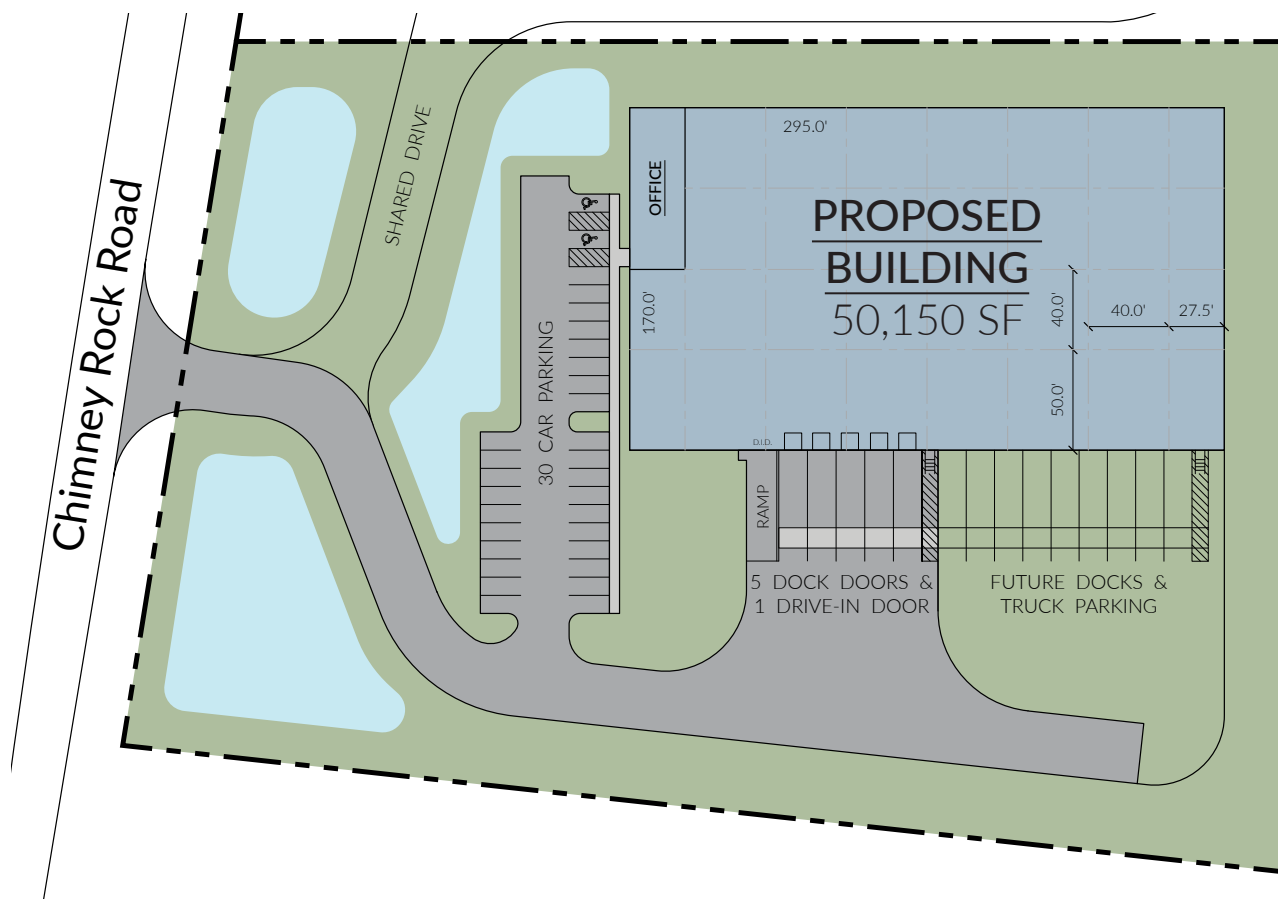 Chimney Rock Road
SHARED DRIVE
30 CAR PARKING
OFFICE
295.0'
170.0'
PROPOSED
BUILDING
50,150 SF
40.0'
40.0'
27.5'
50.0'
D.I.D.
RAMP
5 DOCK DOORS &
1 DRIVE-IN DOOR
FUTURE DOCKS &
TRUCK PARKING